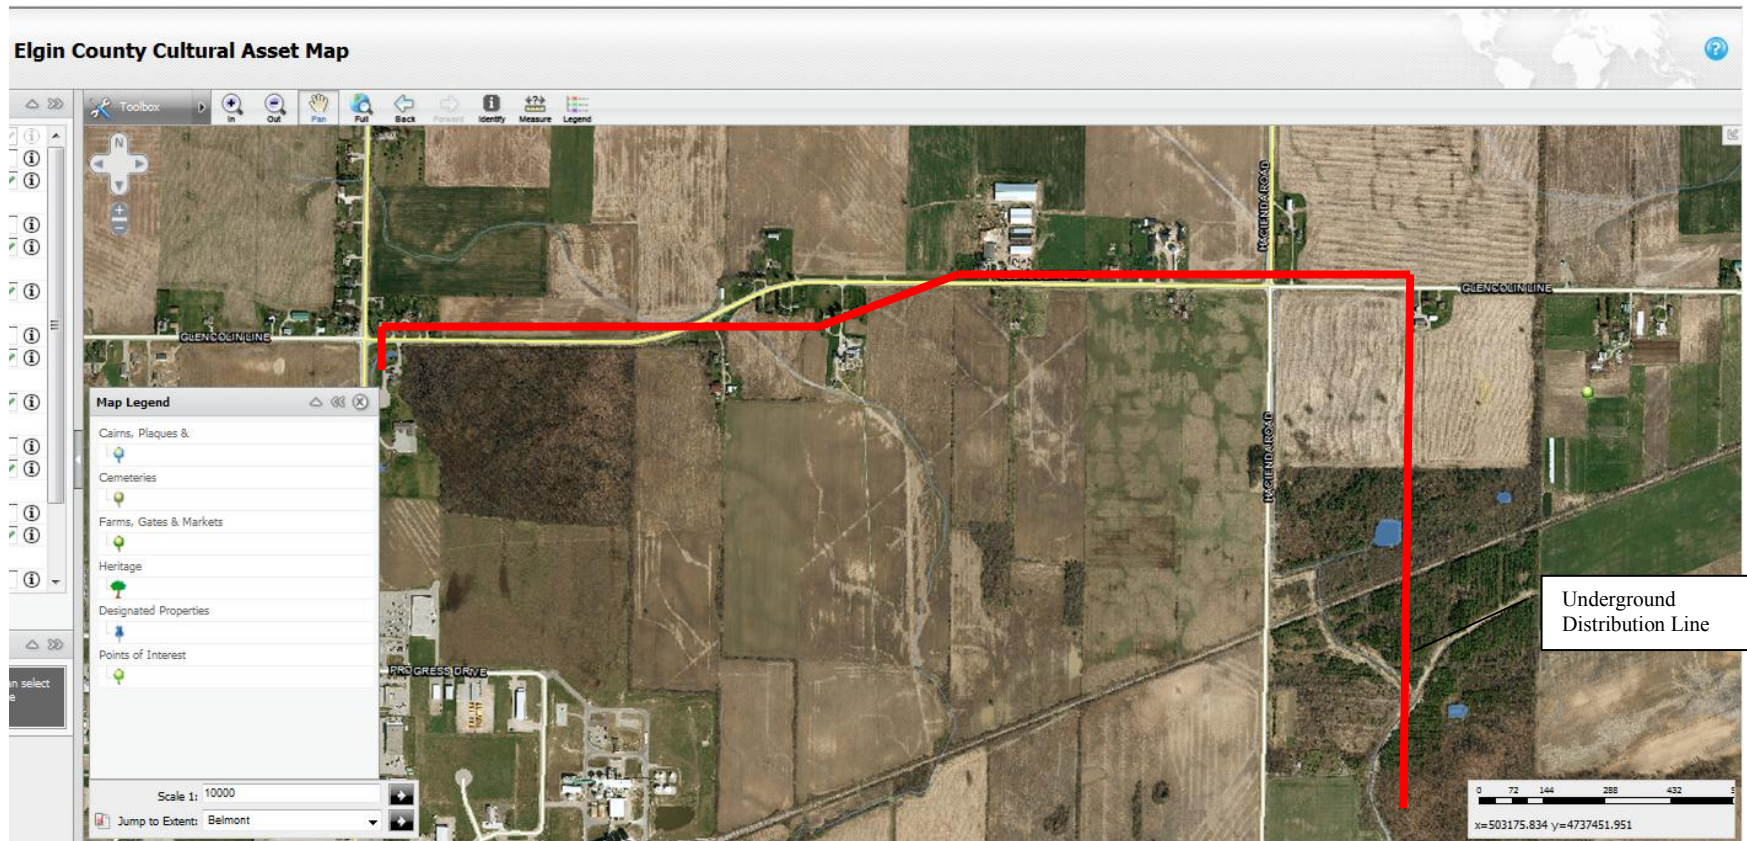 Elgin County Cultural Asset Map
Toolbox
In
Out
Pan
Full
Back
Forward
Identify
Measure
Legend
N
HACIENDA ROAD
GLENCOLIN LINE
GLENCOLIN LINE
Map Legend
Cairns, Plaques &
Cemeteries
Farms, Gates & Markets
Heritage
Designated Properties
Points of Interest
HACIENDA ROAD
Underground
Distribution Line
an select
PROGRESS DRIVE
Scale 1: 10000
Jump to Extent: Belmont
0 72 144 288 432
x=503175.834 y=4737451.951